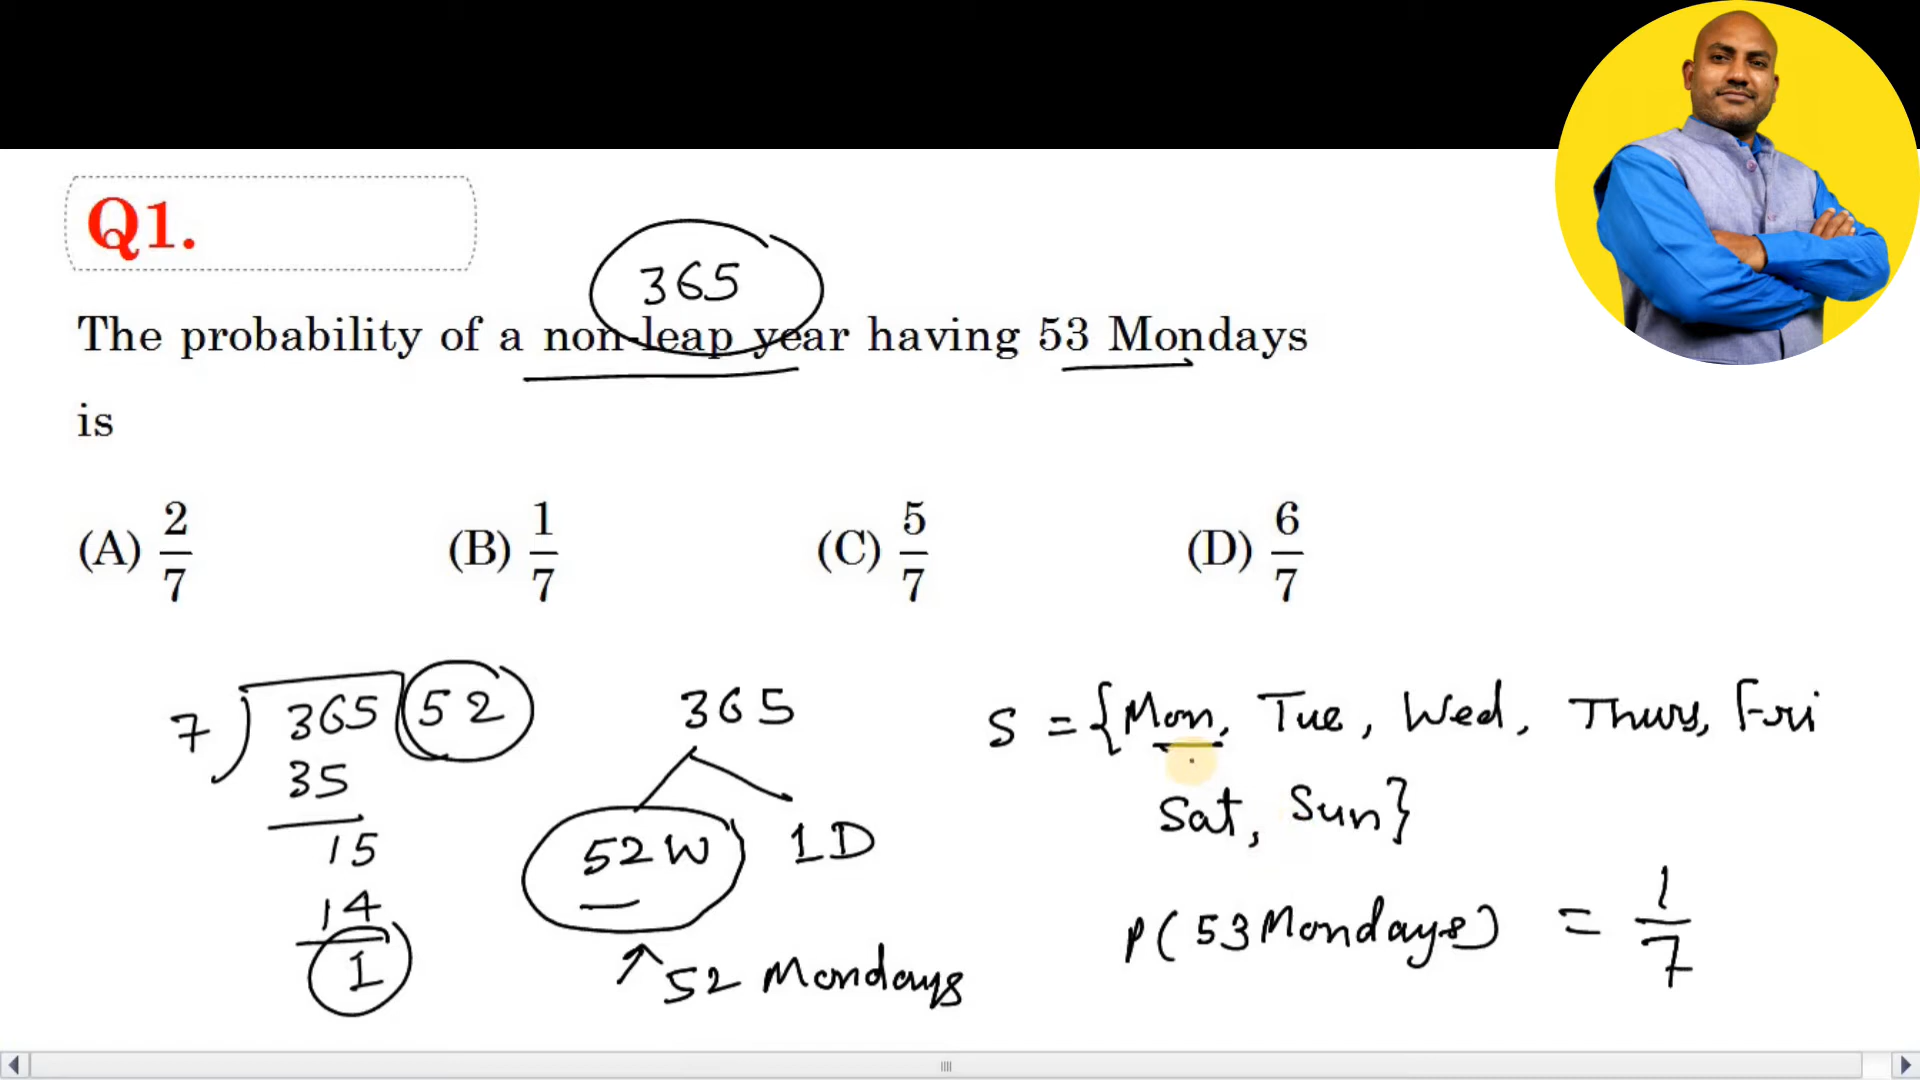 Q1.
365
The probability of a non-leap year having 53 Mondays
is
(A) 2/7 (B) 1/7 (C) 5/7 (D) 6/7
7 ) 365 ( 52
35
15
14
1
365
52W 1D
52 Mondays
S = {Mon, Tue, Wed, Thurs, Fri
Sat, Sun}
P(53 Mondays) = 1/7